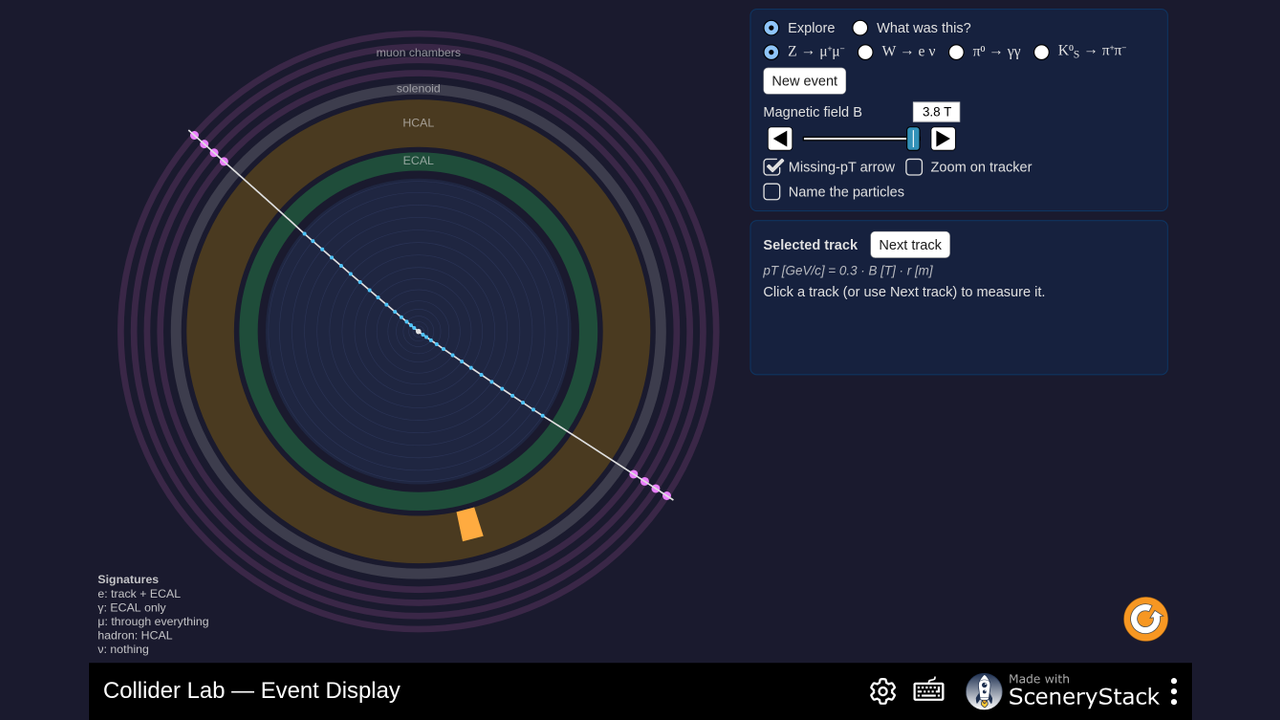 muon chambers
solenoid
HCAL
ECAL
Signatures
e: track + ECAL
γ: ECAL only
μ: through everything
hadron: HCAL
ν: nothing
Explore
What was this?
Z → μ⁺μ⁻
W → e ν
π⁰ → γγ
K⁰S → π⁺π⁻
New event
Magnetic field B
3.8 T
Missing-pT arrow
Zoom on tracker
Name the particles
Selected track
Next track
pT [GeV/c] = 0.3 · B [T] · r [m]
Click a track (or use Next track) to measure it.
Collider Lab — Event Display
Made with
SceneryStack